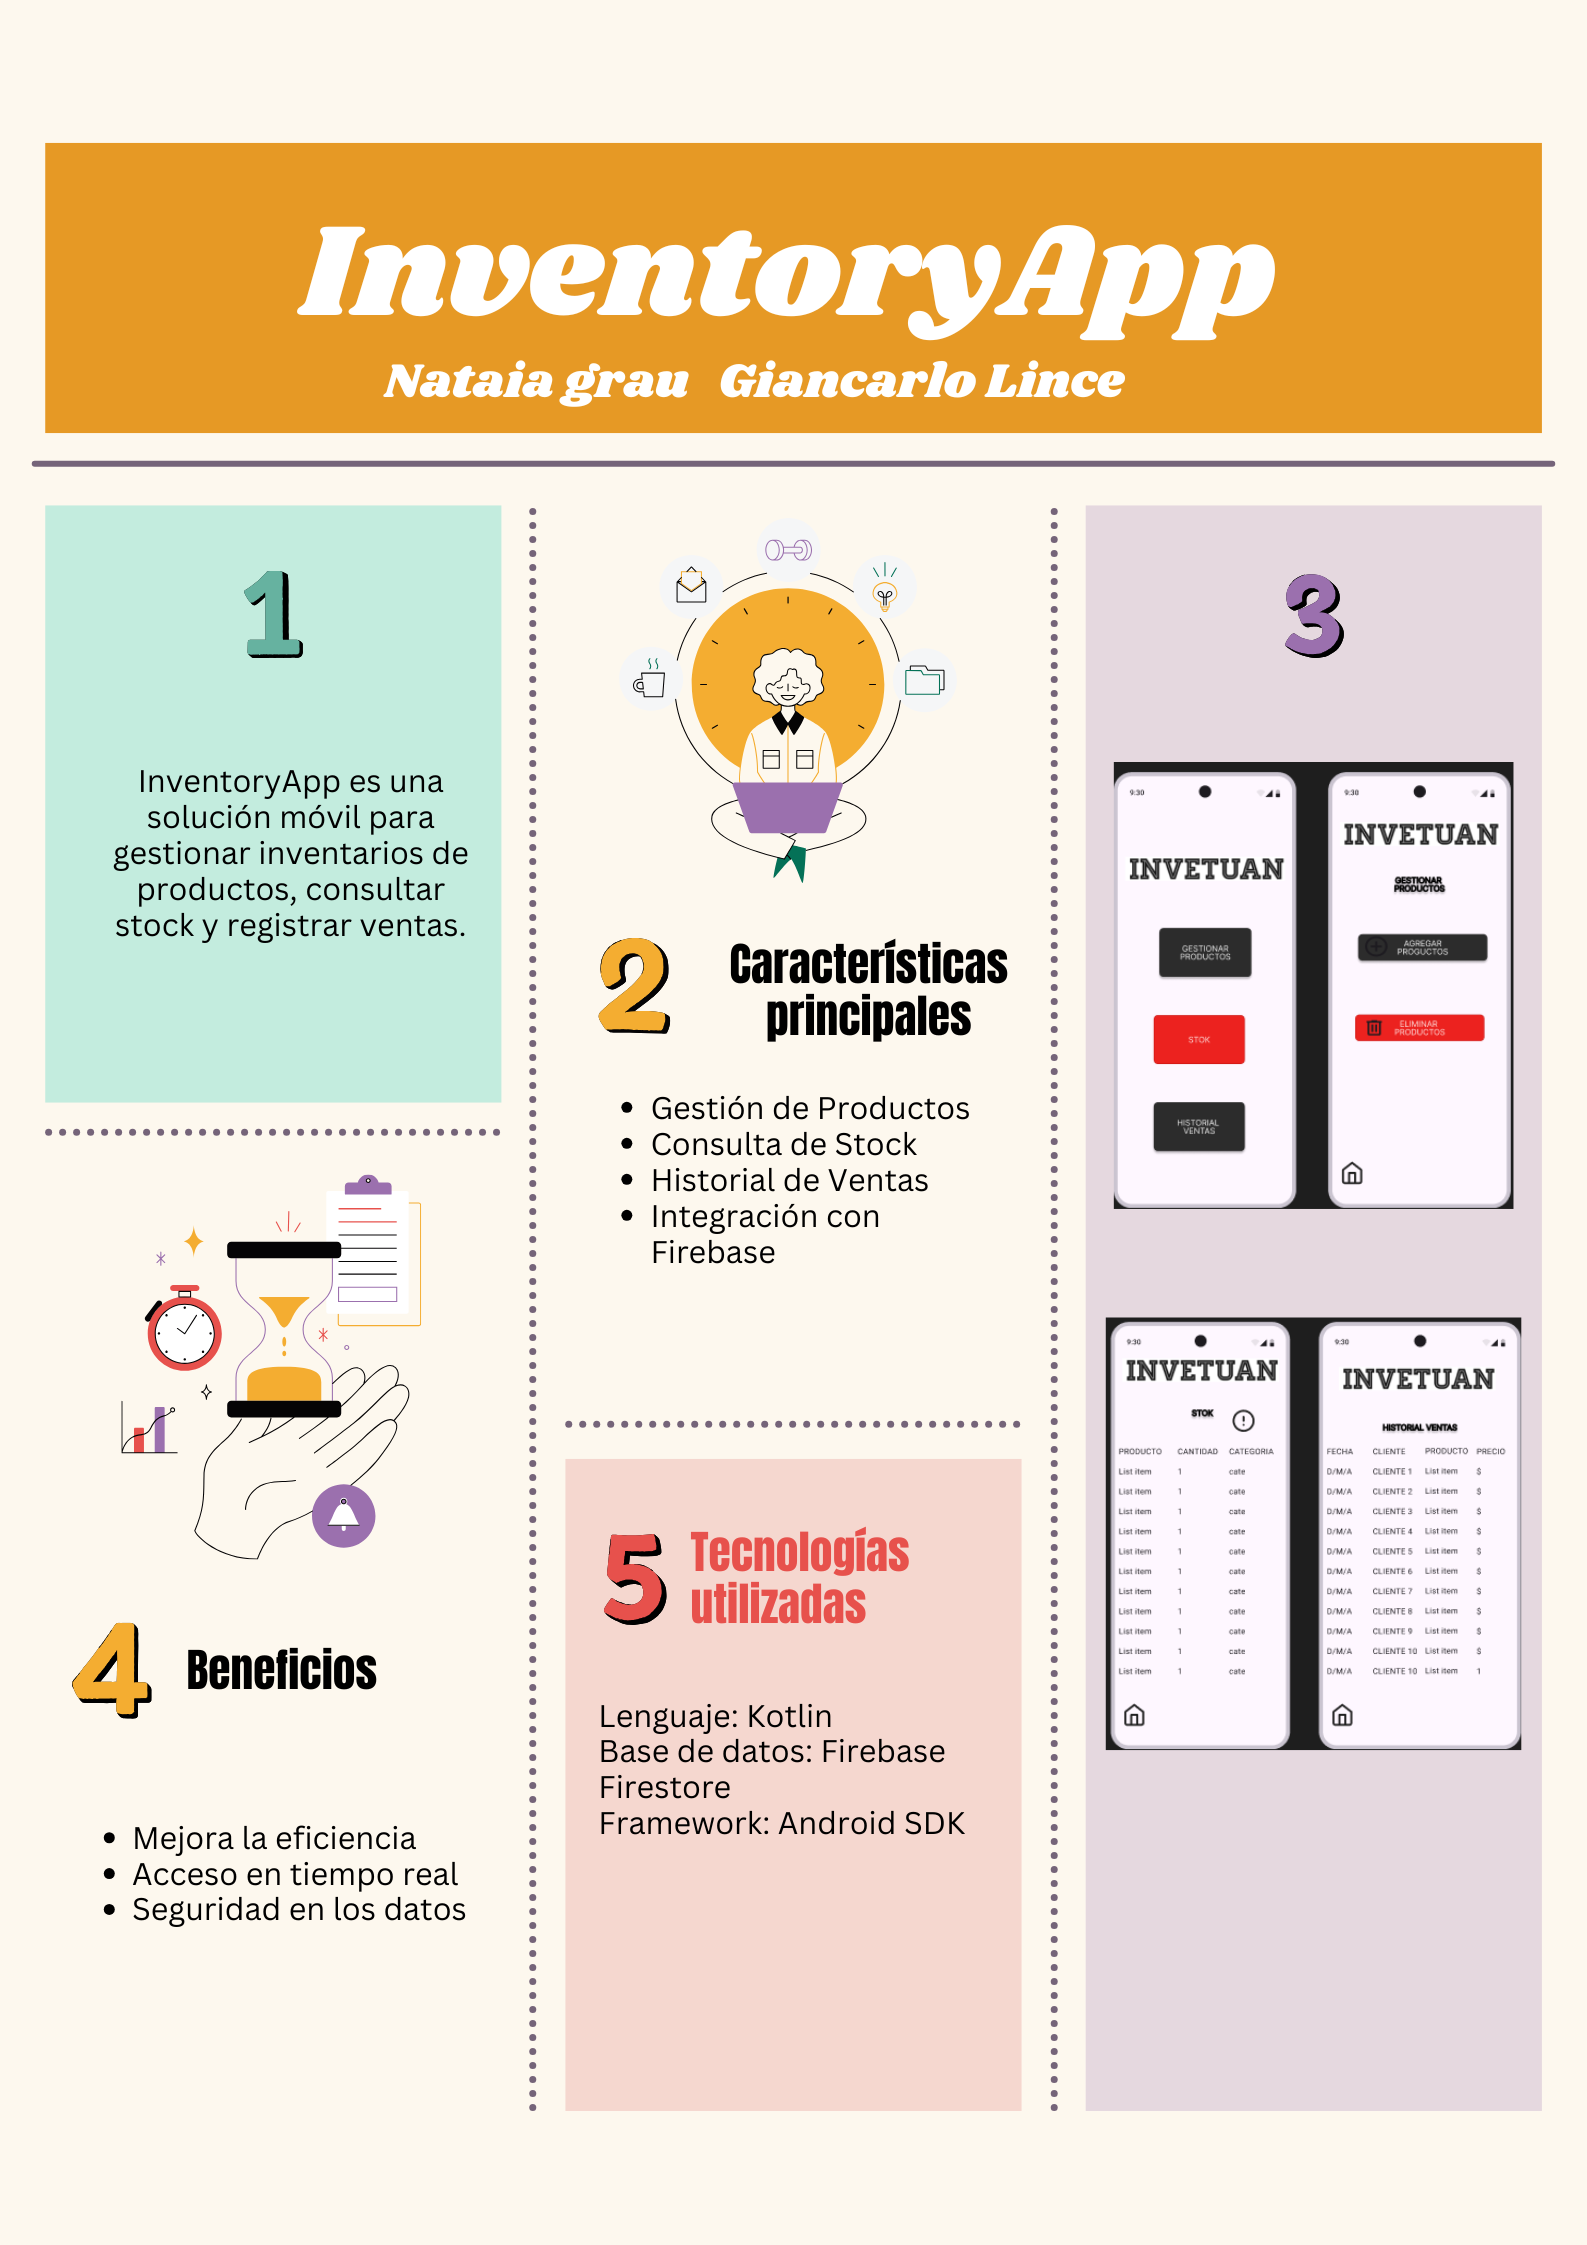 InventoryApp
Nataia grau Giancarlo Lince
1
InventoryApp es una
solución móvil para
gestionar inventarios de
productos, consultar
stock y registrar ventas.
2
Características
principales
Gestión de Productos
Consulta de Stock
Historial de Ventas
Integración con
Firebase
3
9:30
INVETUAN
GESTIONAR
PRODUCTOS
STOK
HISTORIAL
VENTAS
9:30
INVETUAN
GESTIONAR
PRODUCTOS
AGREGAR
PROGUCTOS
ELIMINAR
PRODUCTOS
9:30
INVETUAN
STOK
PRODUCTO CANTIDAD CATEGORIA
List item 1 cate
List item 1 cate
List item 1 cate
List item 1 cate
List item 1 cate
List item 1 cate
List item 1 cate
List item 1 cate
List item 1 cate
List item 1 cate
List item 1 cate
9:30
INVETUAN
HISTORIAL VENTAS
FECHA CLIENTE PRODUCTO PRECIO
D/M/A CLIENTE 1 List item $
D/M/A CLIENTE 2 List item $
D/M/A CLIENTE 3 List item $
D/M/A CLIENTE 4 List item $
D/M/A CLIENTE 5 List item $
D/M/A CLIENTE 6 List item $
D/M/A CLIENTE 7 List item $
D/M/A CLIENTE 8 List item $
D/M/A CLIENTE 9 List item $
D/M/A CLIENTE 10 List item $
D/M/A CLIENTE 10 List item 1
4
Beneficios
Mejora la eficiencia
Acceso en tiempo real
Seguridad en los datos
5
Tecnologías
utilizadas
Lenguaje: Kotlin
Base de datos: Firebase
Firestore
Framework: Android SDK